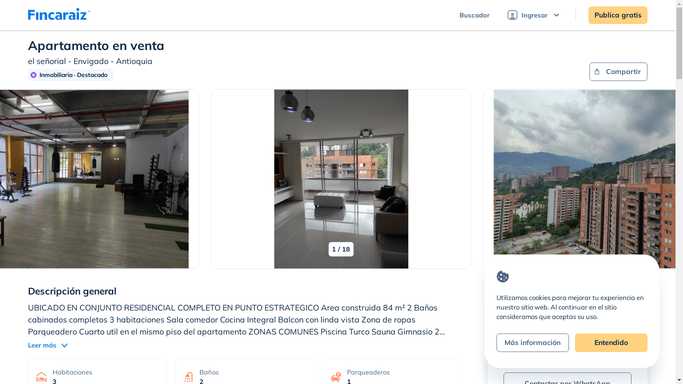 Fincaraiz
Buscador
Ingresar
Publica gratis
Apartamento en venta
el señorial - Envigado - Antioquia
Inmobiliaria · Destacado
Compartir
1 / 18
Descripción general
UBICADO EN CONJUNTO RESIDENCIAL COMPLETO EN PUNTO ESTRATEGICO Area construida 84 m² 2 Baños
cabinados completos 3 habitaciones Sala comedor Cocina Integral Balcon con linda vista Zona de ropas
Parqueadero Cuarto util en el mismo piso del apartamento ZONAS COMUNES Piscina Turco Sauna Gimnasio 2...
Leer más
Habitaciones
3
Baños
2
Parqueaderos
1
Utilizamos cookies para mejorar tu experiencia en
nuestro sitio web. Al continuar en el sitio
consideramos que aceptas su uso.
Más información
Entendido
Contactar por WhatsApp